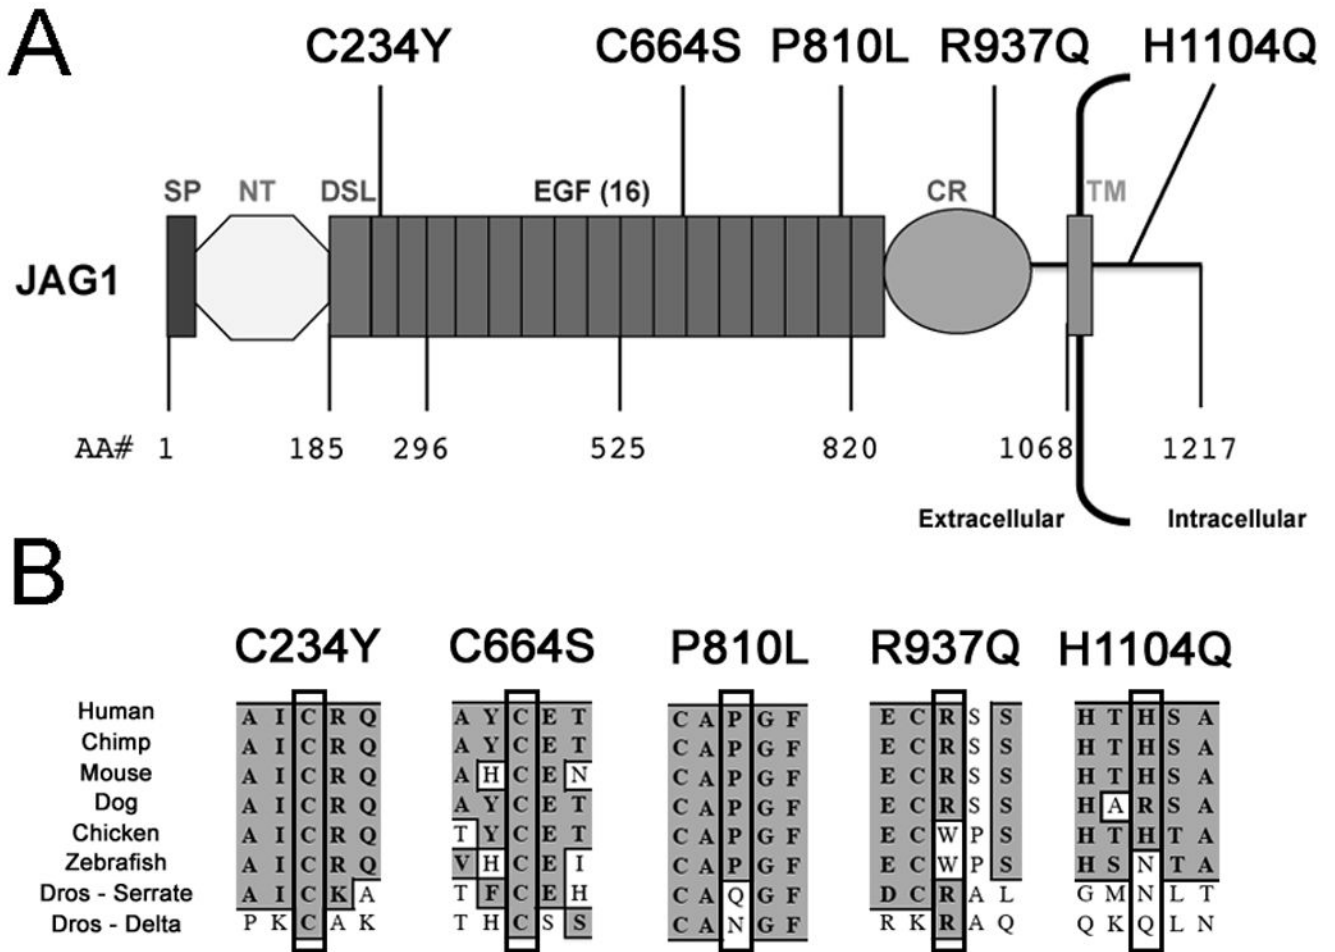 A
C234Y C664S P810L R937Q H1104Q
SP NT DSL EGF (16) CR TM
JAG1
AA# 1 185 296 525 820 1068 1217
Extracellular Intracellular
B
C234Y C664S P810L R937Q H1104Q
Human A I C R Q A Y C E T C A P G F E C R S S H T H S A
Chimp A I C R Q A Y C E T C A P G F E C R S S H T H S A
Mouse A I C R Q A H C E N C A P G F E C R S S H T H S A
Dog A I C R Q A Y C E T C A P G F E C R S S H A R S A
Chicken A I C R Q T Y C E T C A P G F E C W P S H T H T A
Zebrafish A I C R Q V H C E I C A P G F E C W P S H S N T A
Dros - Serrate A I C K A T F C E H C A Q G F D C R A L G M N L T
Dros - Delta P K C A K T H C S S C A N G F R K R A Q Q K Q L N